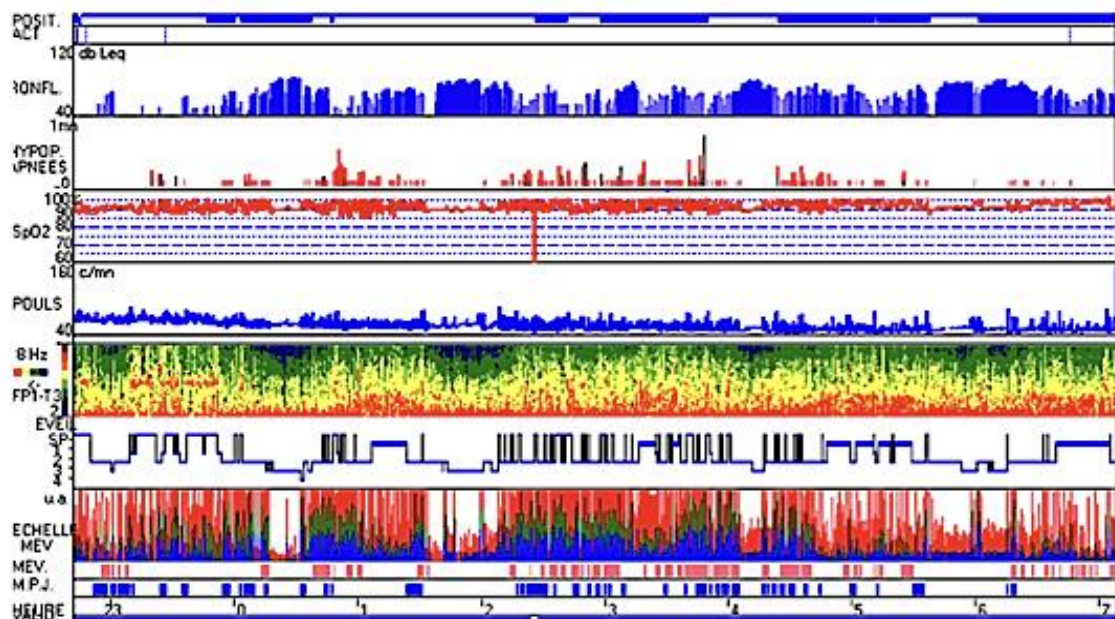 POSIT.
ACT
120 db Leq
RONFL.
40
1mn
HYPOP.
APNEES
0
100%
90
80
SpO2 70
60
160 c/mn
POULS
40
8 Hz
FP1-T3
2
EVEIL
SP
1
2
3
4
u.a.
ECHELLE
MEV
MEV.
M.P.J.
HEURE 23 0 1 2 3 4 5 6 7